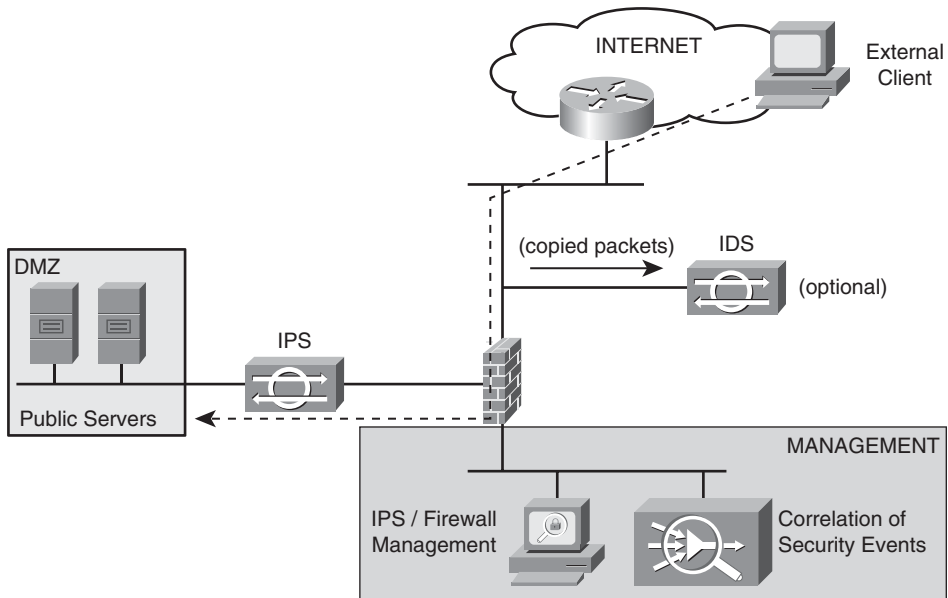 INTERNET
External
Client
(copied packets)
IDS
(optional)
DMZ
IPS
Public Servers
MANAGEMENT
IPS / Firewall
Management
Correlation of
Security Events